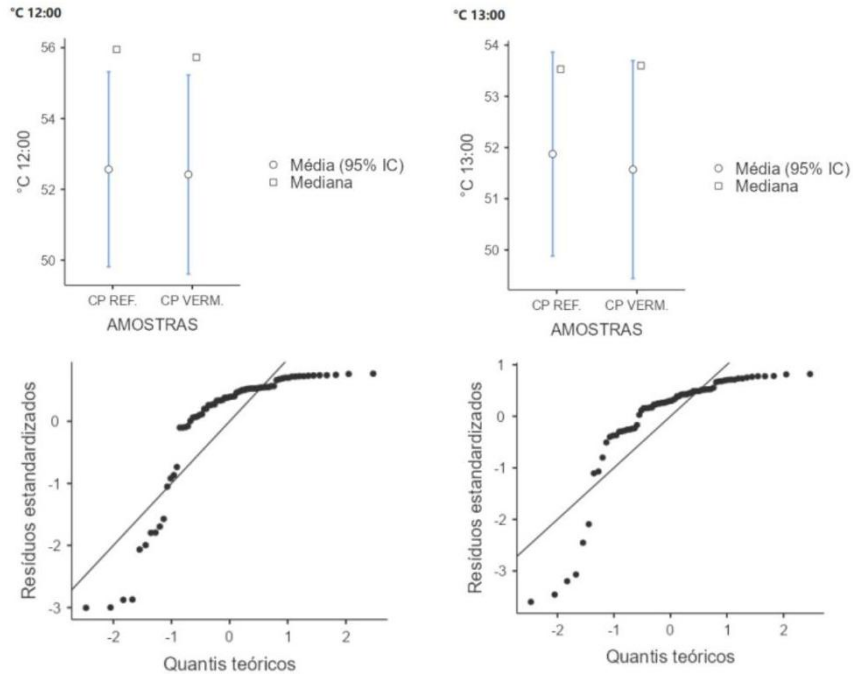 °C 12:00
56
54
52
50
°C 12:00
CP REF. CP VERM.
AMOSTRAS
Média (95% IC)
Mediana
°C 13:00
54
53
52
51
50
°C 13:00
CP REF. CP VERM.
AMOSTRAS
Média (95% IC)
Mediana
0
-1
-2
-3
Resíduos estandardizados
-2 -1 0 1 2
Quantis teóricos
1
0
-1
-2
-3
Resíduos estandardizados
-2 -1 0 1 2
Quantis teóricos